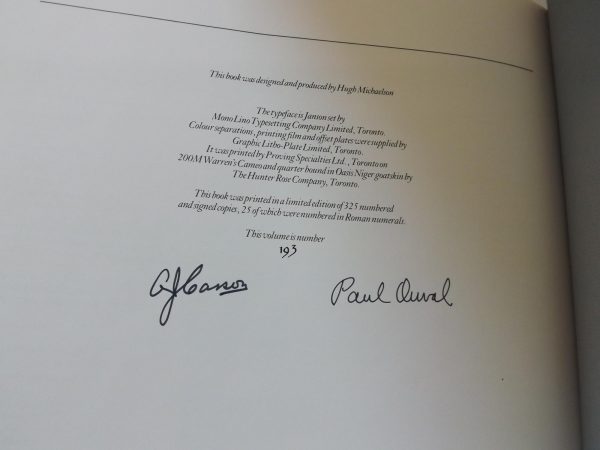 This book was designed and produced by Hugh Michaelson
The typeface is Janson set by
Mono Lino Typesetting Company Limited, Toronto.
Colour separations, printing film and offset plates were supplied by
Graphic Litho-Plate Limited, Toronto.
It was printed by Proving Specialties Ltd., Toronto on
200M Warren's Cameo and quarter bound in Oasis Niger goatskin by
The Hunter Rose Company, Toronto.
This book was printed in a limited edition of 325 numbered
and signed copies, 25 of which were numbered in Roman numerals.
This volume is number
193
A J Casson
Paul Duval